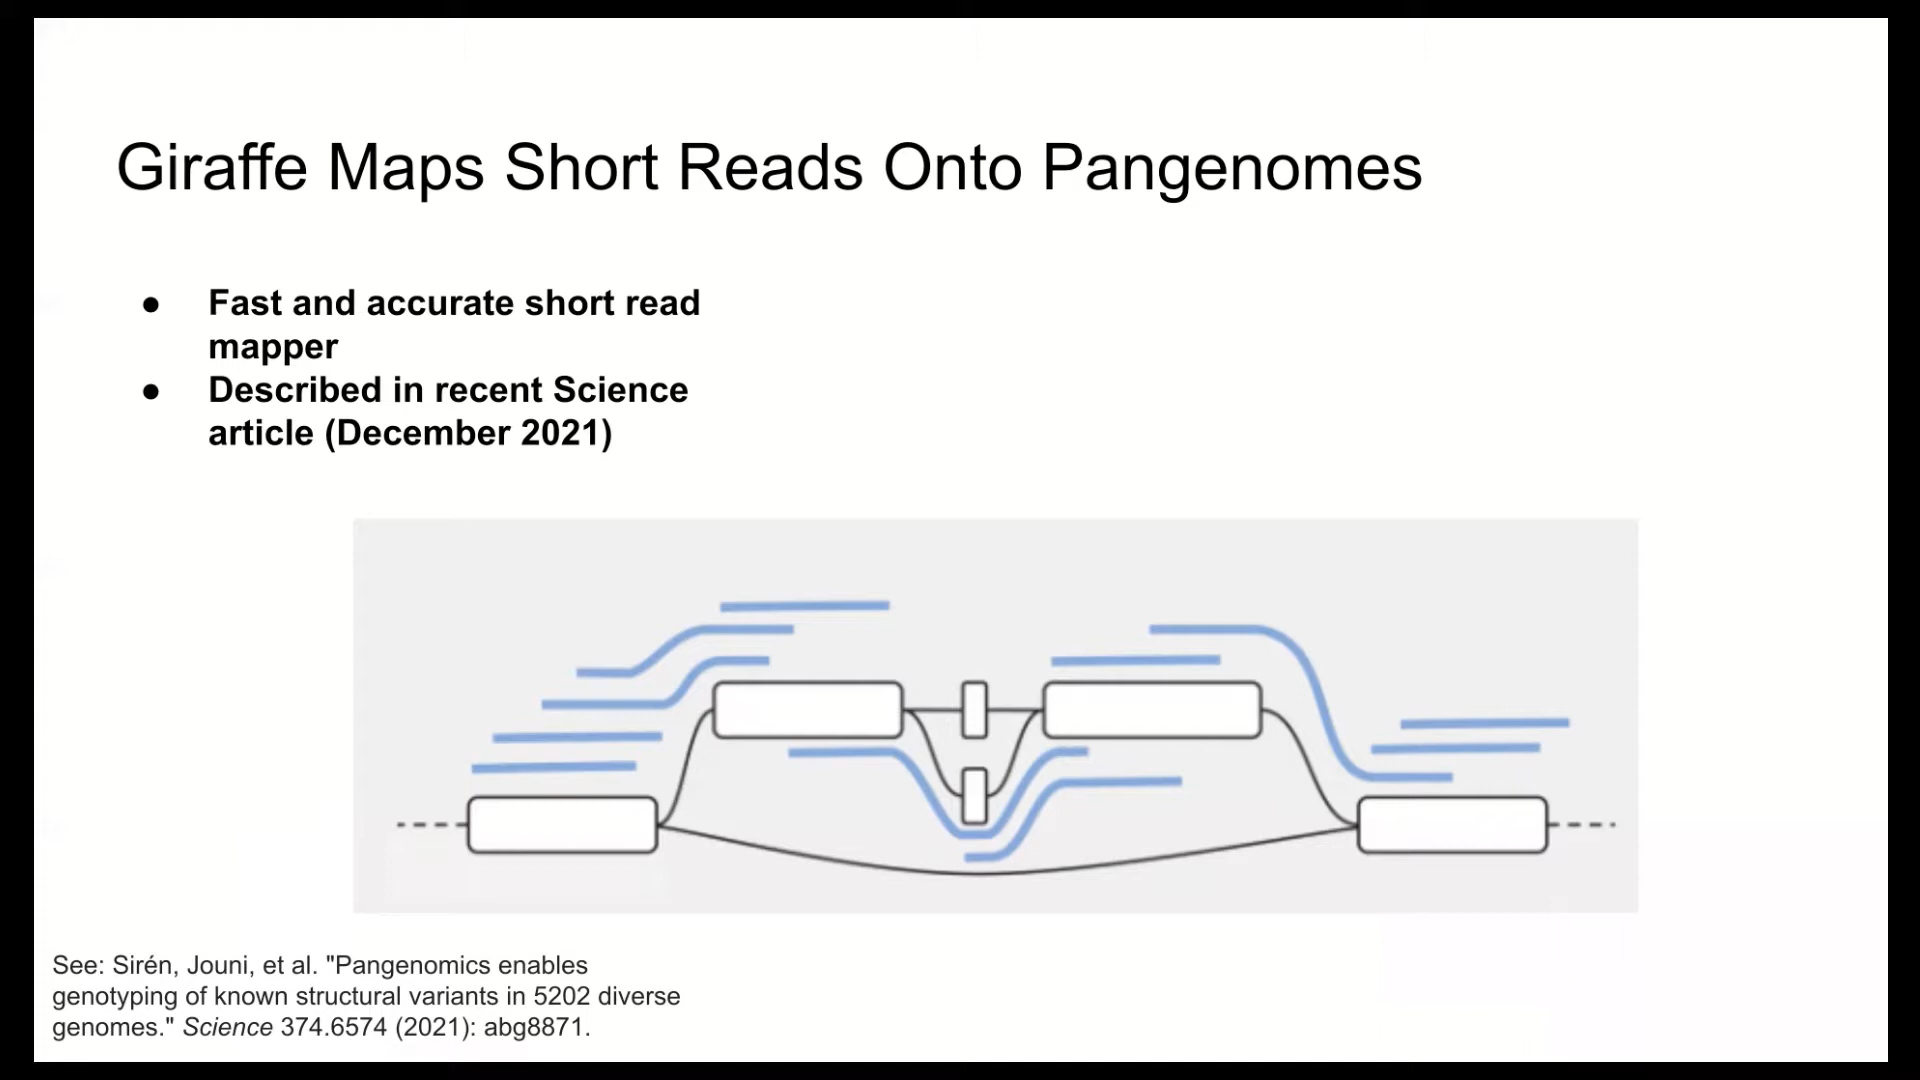 Giraffe Maps Short Reads Onto Pangenomes
● Fast and accurate short read
mapper
● Described in recent Science
article (December 2021)
See: Sirén, Jouni, et al. "Pangenomics enables
genotyping of known structural variants in 5202 diverse
genomes." Science 374.6574 (2021): abg8871.